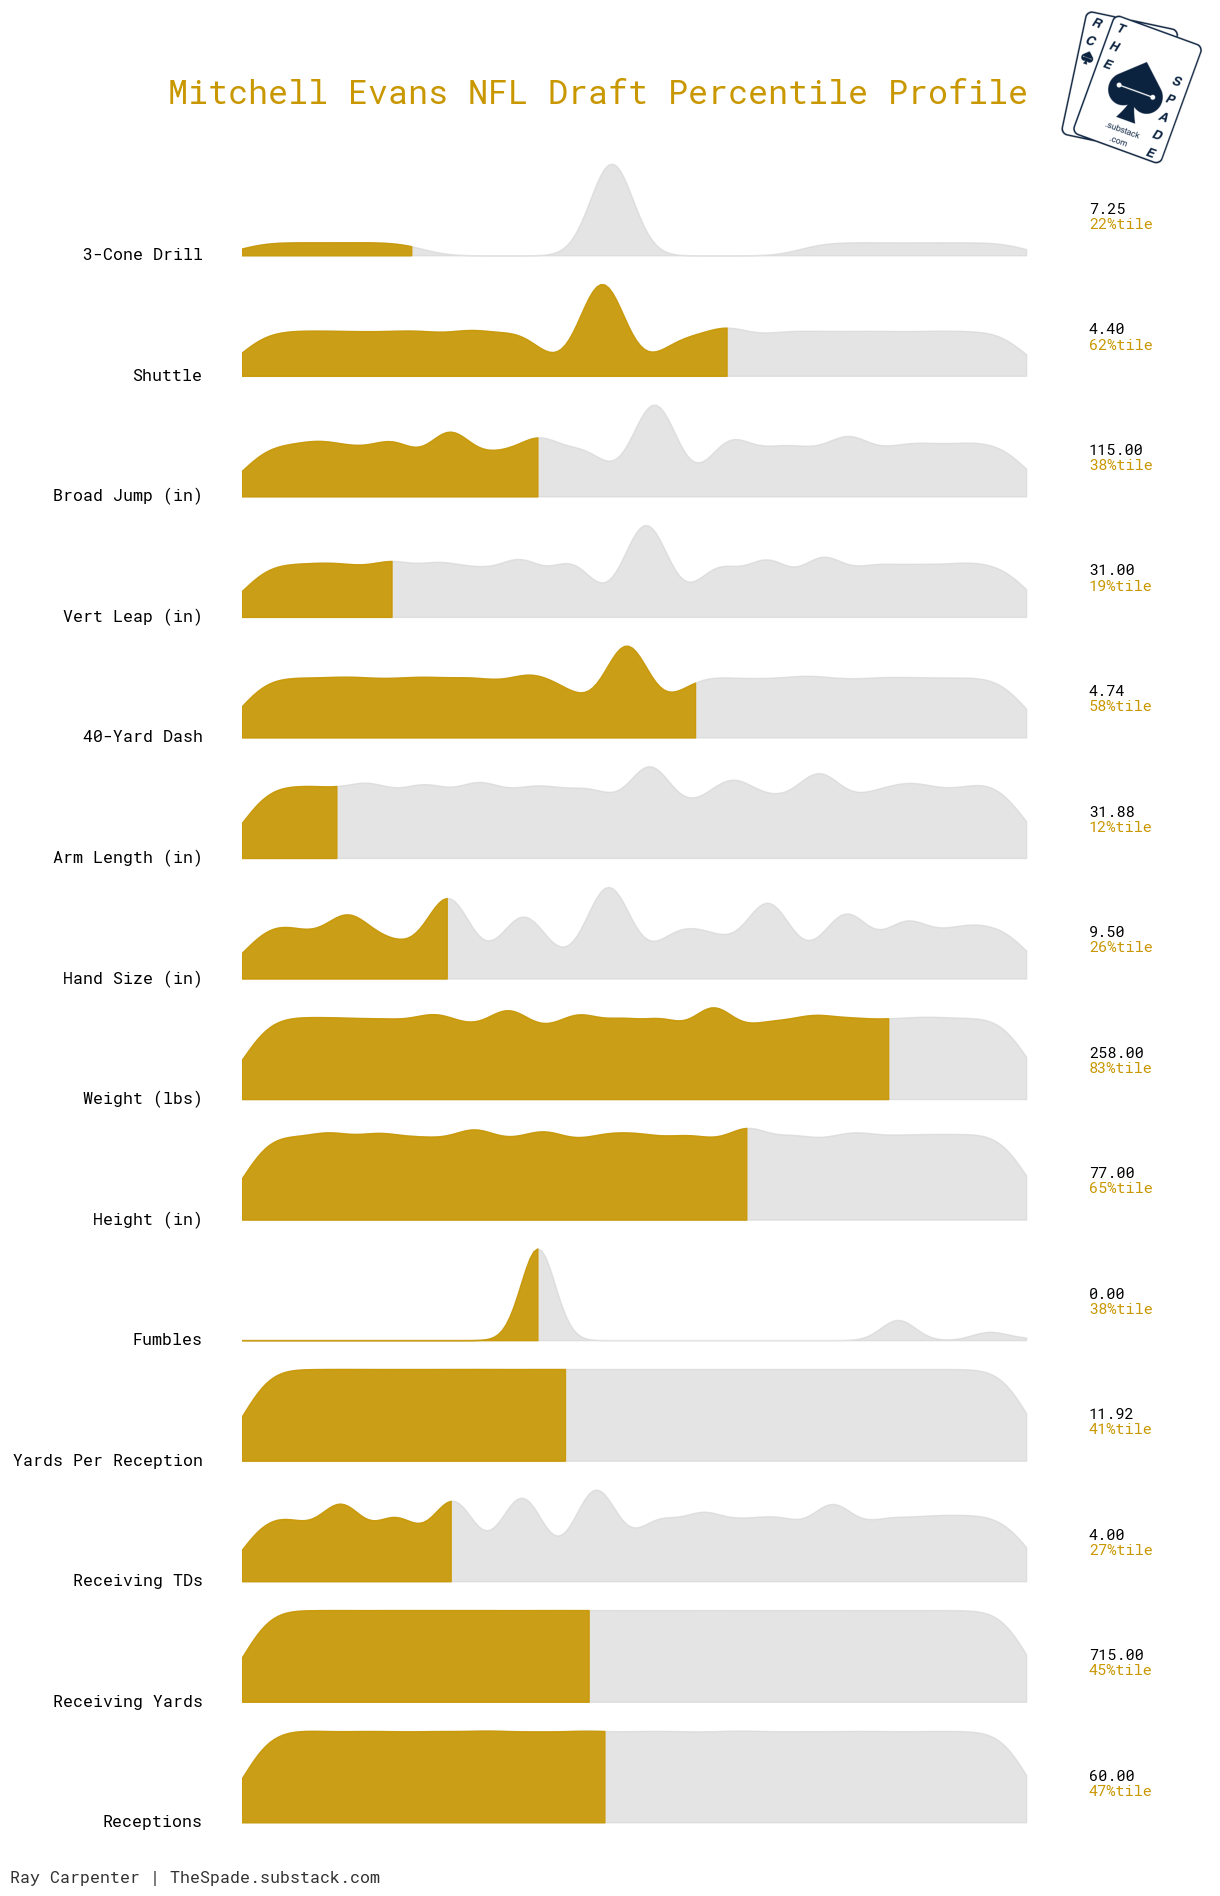 Mitchell Evans NFL Draft Percentile Profile
RC
THE
SPADE
.substack
.com
3-Cone Drill
7.25
22%tile
Shuttle
4.40
62%tile
Broad Jump (in)
115.00
38%tile
Vert Leap (in)
31.00
19%tile
40-Yard Dash
4.74
58%tile
Arm Length (in)
31.88
12%tile
Hand Size (in)
9.50
26%tile
Weight (lbs)
258.00
83%tile
Height (in)
77.00
65%tile
Fumbles
0.00
38%tile
Yards Per Reception
11.92
41%tile
Receiving TDs
4.00
27%tile
Receiving Yards
715.00
45%tile
Receptions
60.00
47%tile
Ray Carpenter | TheSpade.substack.com